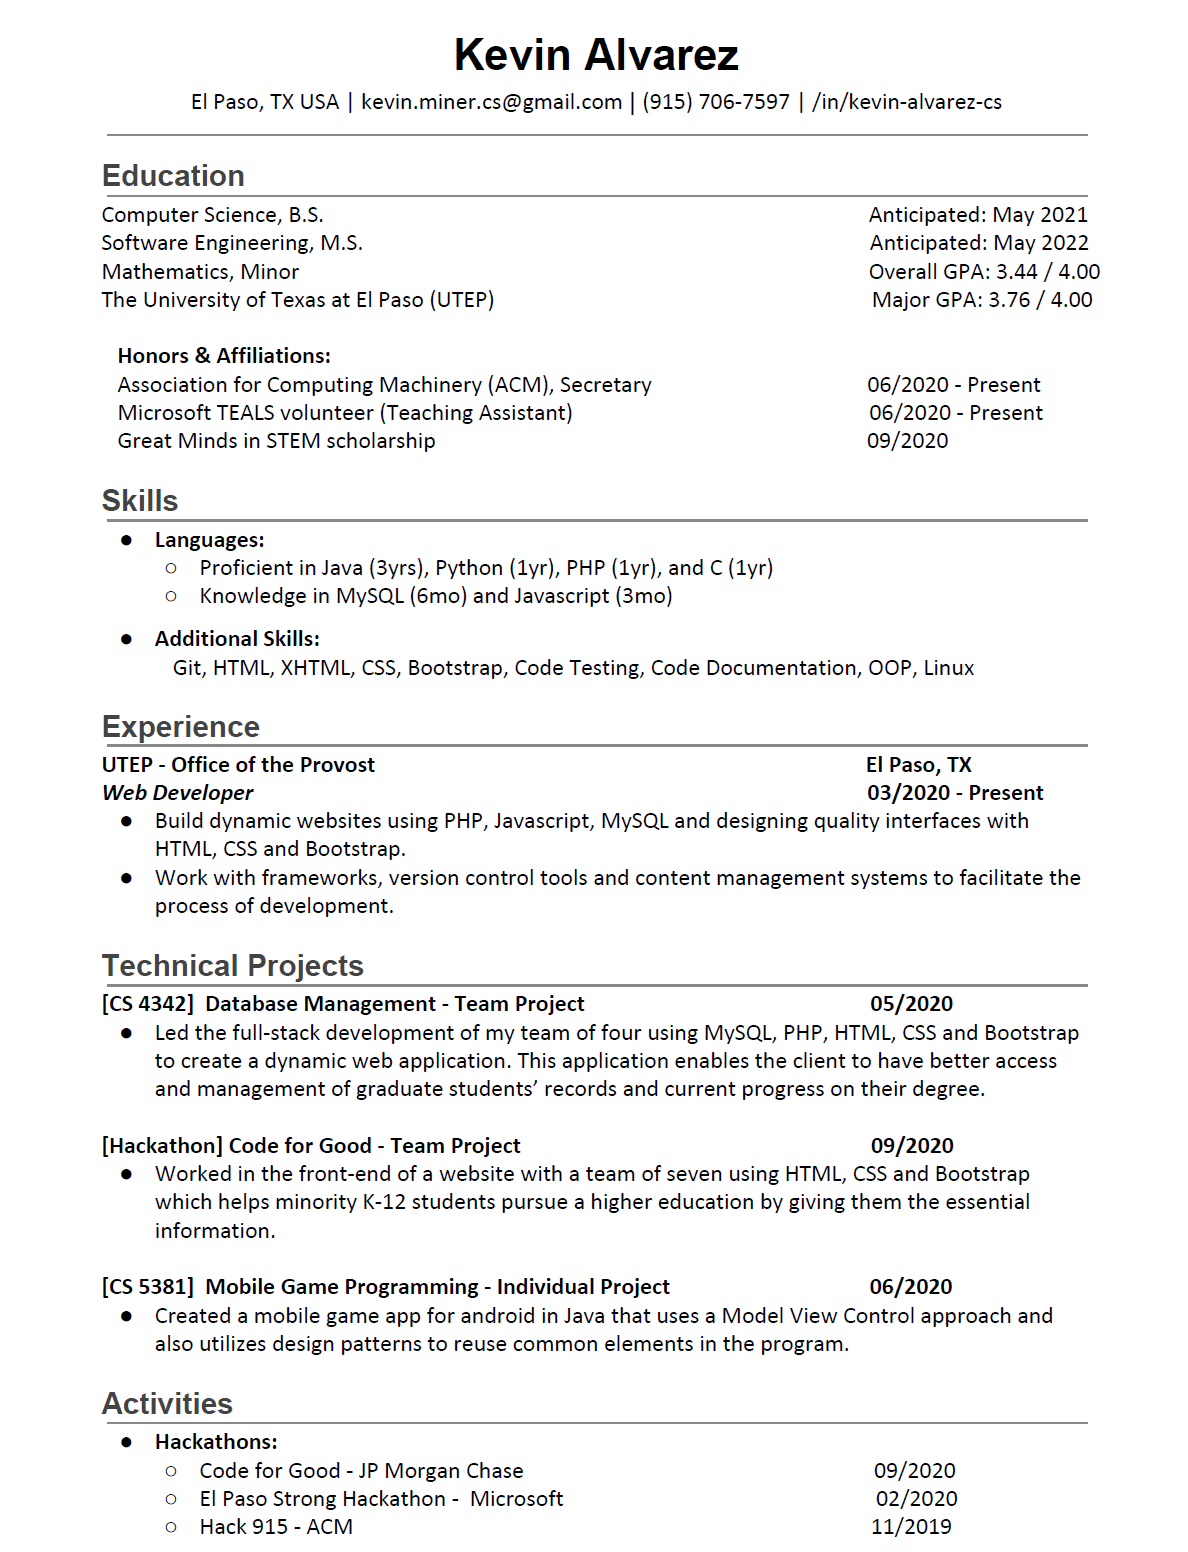 Kevin Alvarez
El Paso, TX USA | kevin.miner.cs@gmail.com | (915) 706-7597 | /in/kevin-alvarez-cs
Education
Computer Science, B.S. Anticipated: May 2021
Software Engineering, M.S. Anticipated: May 2022
Mathematics, Minor Overall GPA: 3.44 / 4.00
The University of Texas at El Paso (UTEP) Major GPA: 3.76 / 4.00
Honors & Affiliations:
Association for Computing Machinery (ACM), Secretary 06/2020 - Present
Microsoft TEALS volunteer (Teaching Assistant) 06/2020 - Present
Great Minds in STEM scholarship 09/2020
Skills
● Languages:
○ Proficient in Java (3yrs), Python (1yr), PHP (1yr), and C (1yr)
○ Knowledge in MySQL (6mo) and Javascript (3mo)
● Additional Skills:
Git, HTML, XHTML, CSS, Bootstrap, Code Testing, Code Documentation, OOP, Linux
Experience
UTEP - Office of the Provost El Paso, TX
Web Developer 03/2020 - Present
● Build dynamic websites using PHP, Javascript, MySQL and designing quality interfaces with
HTML, CSS and Bootstrap.
● Work with frameworks, version control tools and content management systems to facilitate the
process of development.
Technical Projects
[CS 4342] Database Management - Team Project 05/2020
● Led the full-stack development of my team of four using MySQL, PHP, HTML, CSS and Bootstrap
to create a dynamic web application. This application enables the client to have better access
and management of graduate students’ records and current progress on their degree.
[Hackathon] Code for Good - Team Project 09/2020
● Worked in the front-end of a website with a team of seven using HTML, CSS and Bootstrap
which helps minority K-12 students pursue a higher education by giving them the essential
information.
[CS 5381] Mobile Game Programming - Individual Project 06/2020
● Created a mobile game app for android in Java that uses a Model View Control approach and
also utilizes design patterns to reuse common elements in the program.
Activities
● Hackathons:
○ Code for Good - JP Morgan Chase 09/2020
○ El Paso Strong Hackathon - Microsoft 02/2020
○ Hack 915 - ACM 11/2019